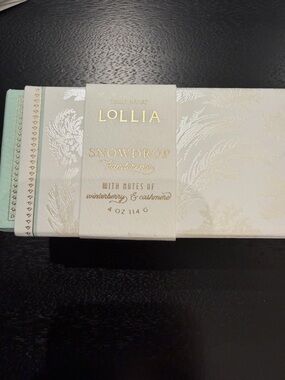 LOLLIA
SNOWDROP
WITH NOTES OF
winterberry & cashmere
4 OZ 114 G